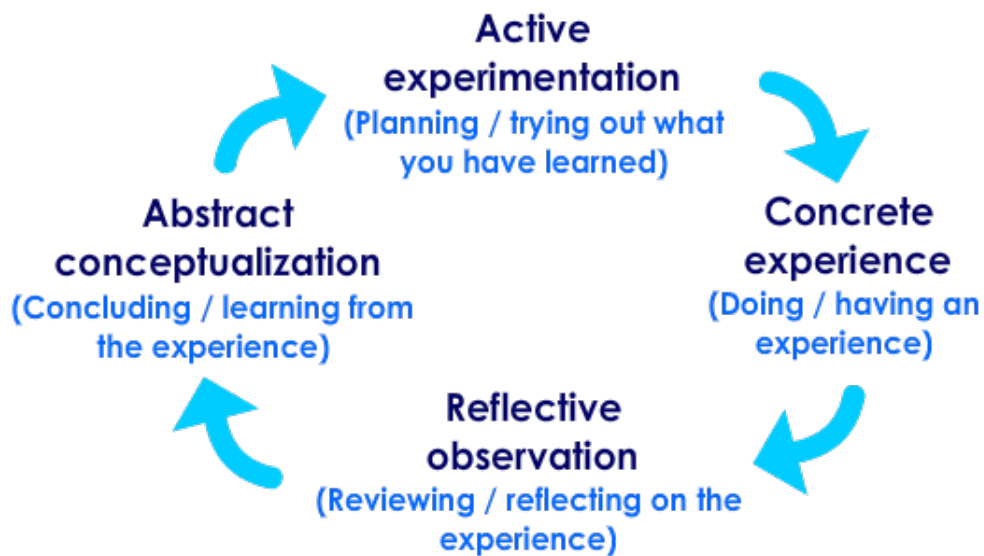 Active
experimentation
(Planning / trying out what
you have learned)
Concrete
experience
(Doing / having an
experience)
Reflective
observation
(Reviewing / reflecting on the
experience)
Abstract
conceptualization
(Concluding / learning from
the experience)